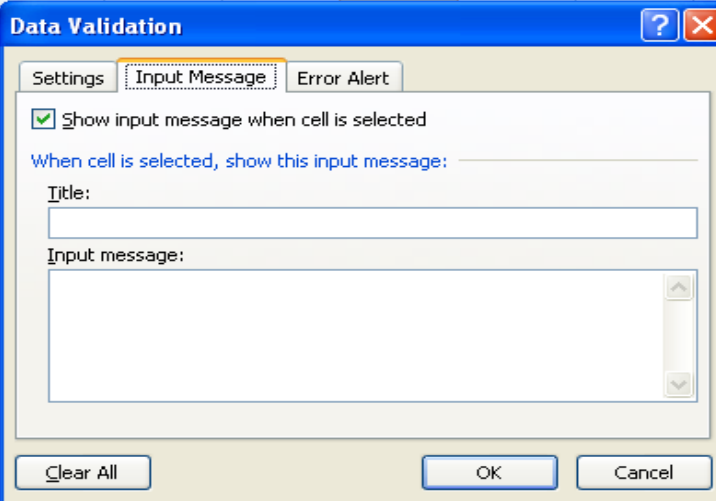 Data Validation
Settings Input Message Error Alert
Show input message when cell is selected
When cell is selected, show this input message:
Title:
Input message:
Clear All OK Cancel